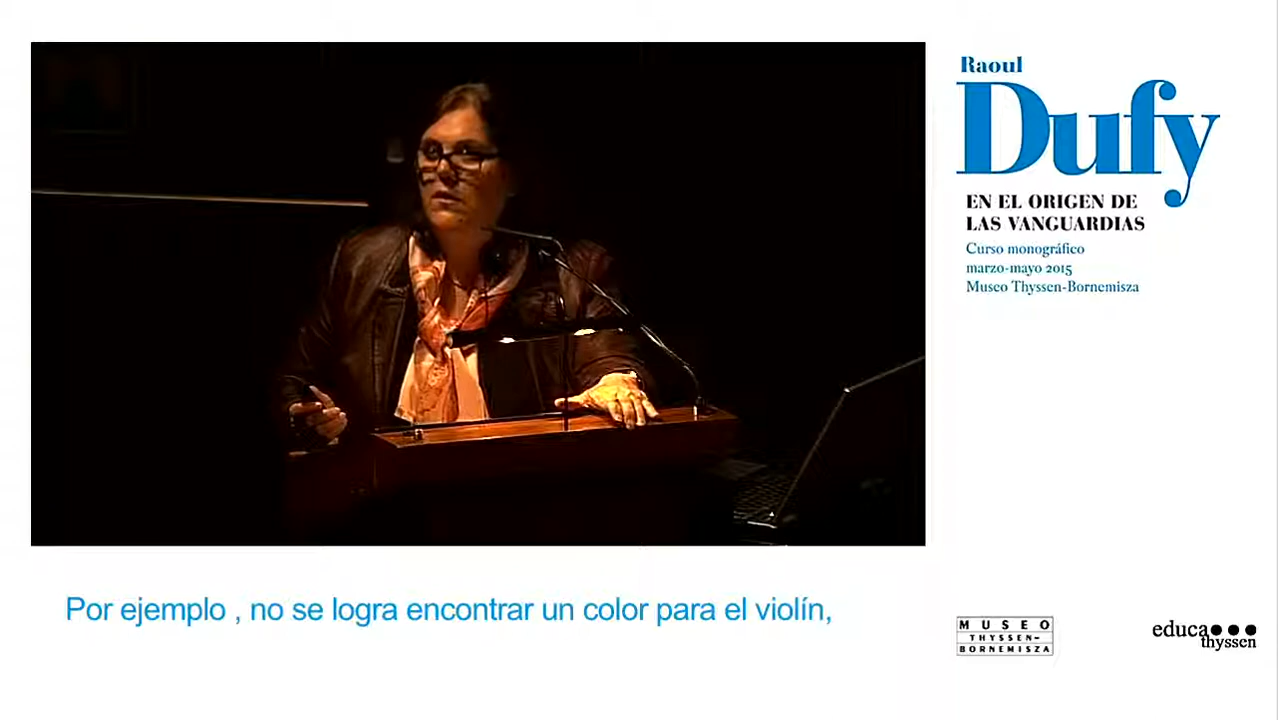 Raoul
Dufy
EN EL ORIGEN DE
LAS VANGUARDIAS
Curso monográfico
marzo-mayo 2015
Museo Thyssen-Bornemisza
Por ejemplo , no se logra encontrar un color para el violín,
MUSEO
THYSSEN-
BORNEMISZA
educa
thyssen